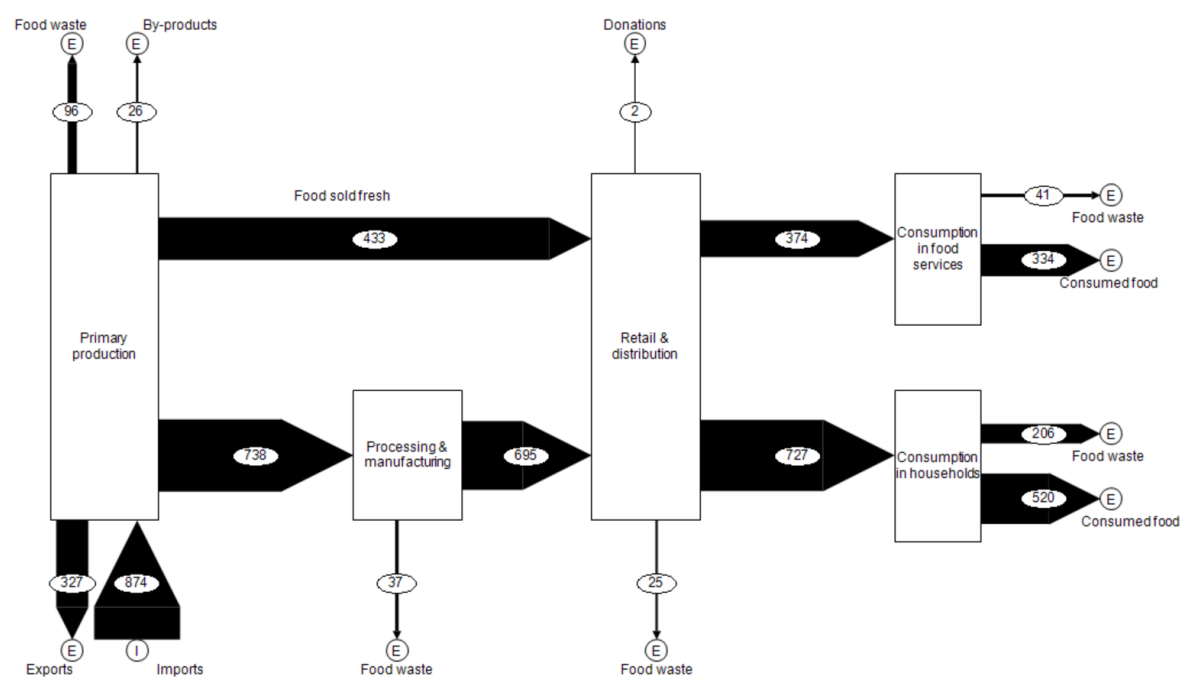 Food waste
By-products
Donations
E
E
E
96
26
2
Food sold fresh
433
374
41
E
Food waste
Consumption
in food
services
334
E
Consumed food
Primary
production
Retail &
distribution
738
Processing &
manufacturing
695
727
Consumption
in households
206
E
Food waste
520
E
Consumed food
327
874
37
25
E
I
E
E
Exports
Imports
Food waste
Food waste